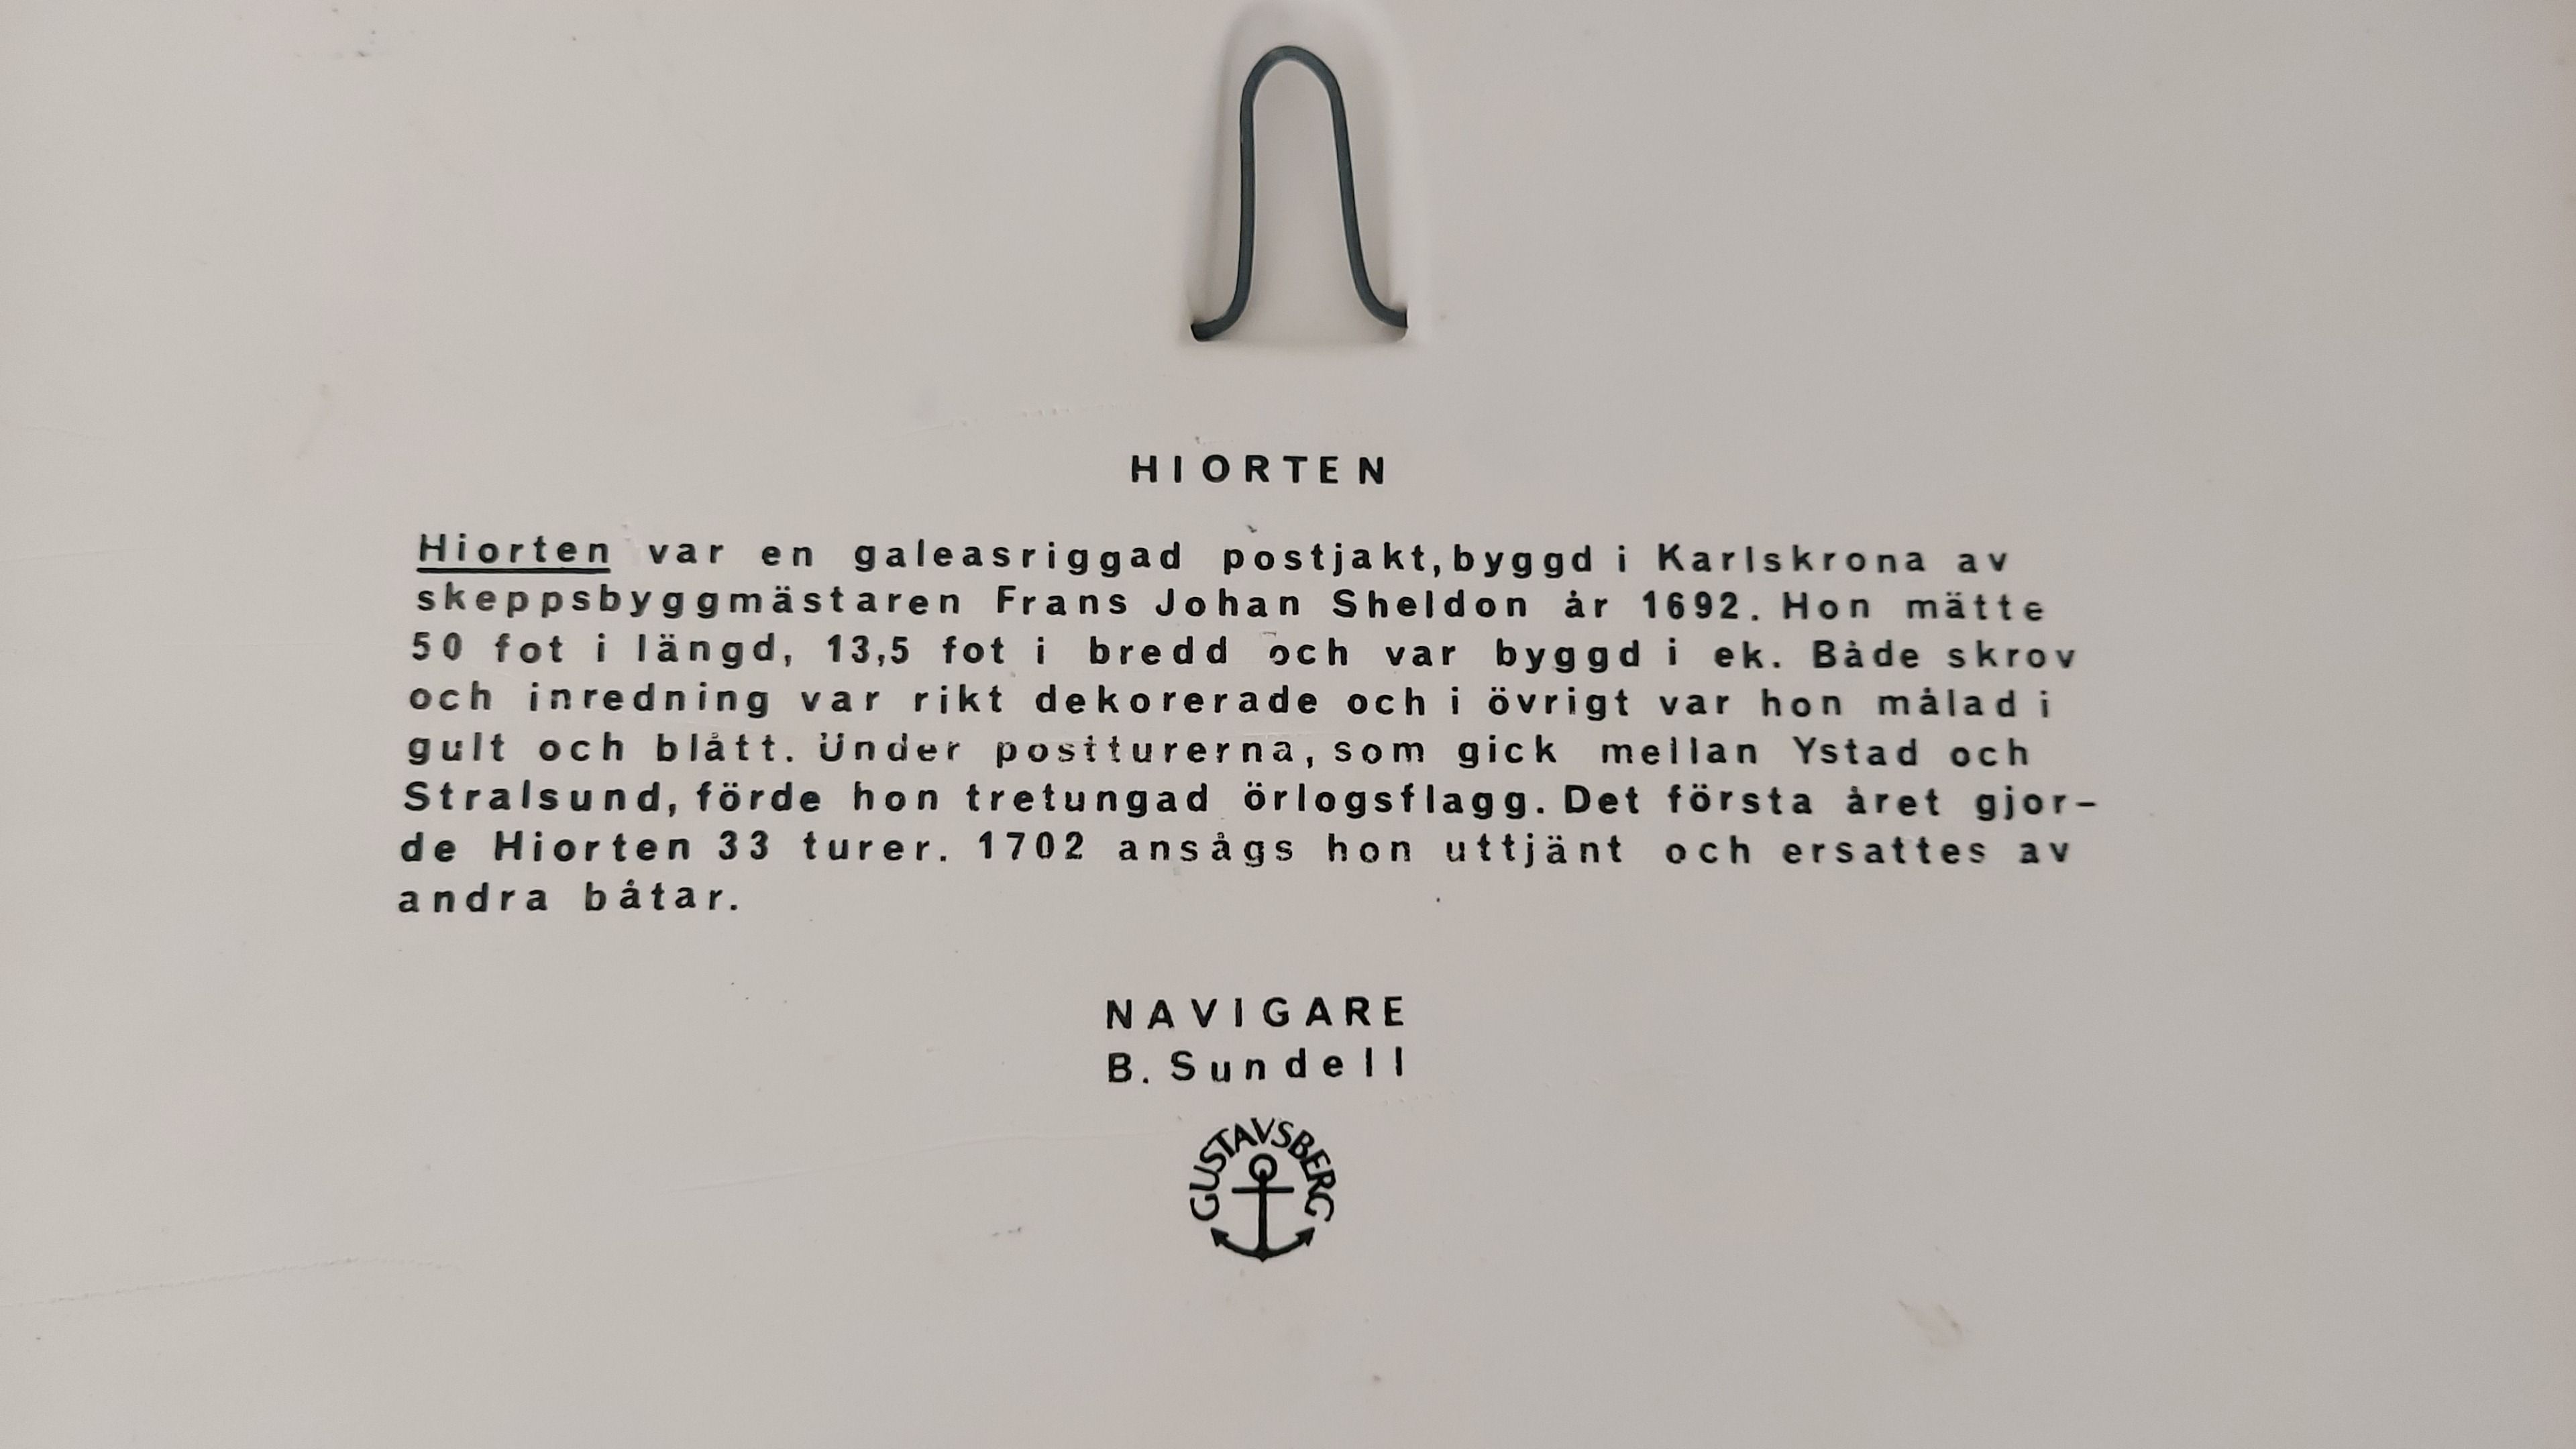 HIORTEN
Hiorten var en galeasriggad postjakt, byggd i Karlskrona av
skeppsbyggmästaren Frans Johan Sheldon år 1692. Hon mätte
50 fot i längd, 13,5 fot i bredd och var byggd i ek. Både skrov
och inredning var rikt dekorerade och i övrigt var hon målad i
gult och blått. Under postturerna, som gick mellan Ystad och
Stralsund, förde hon tretungad örlogsflagg. Det första året gjor-
de Hiorten 33 turer. 1702 ansågs hon uttjänt och ersattes av
andra båtar.
NAVIGARE
B. Sundell
GUSTAVSBERG